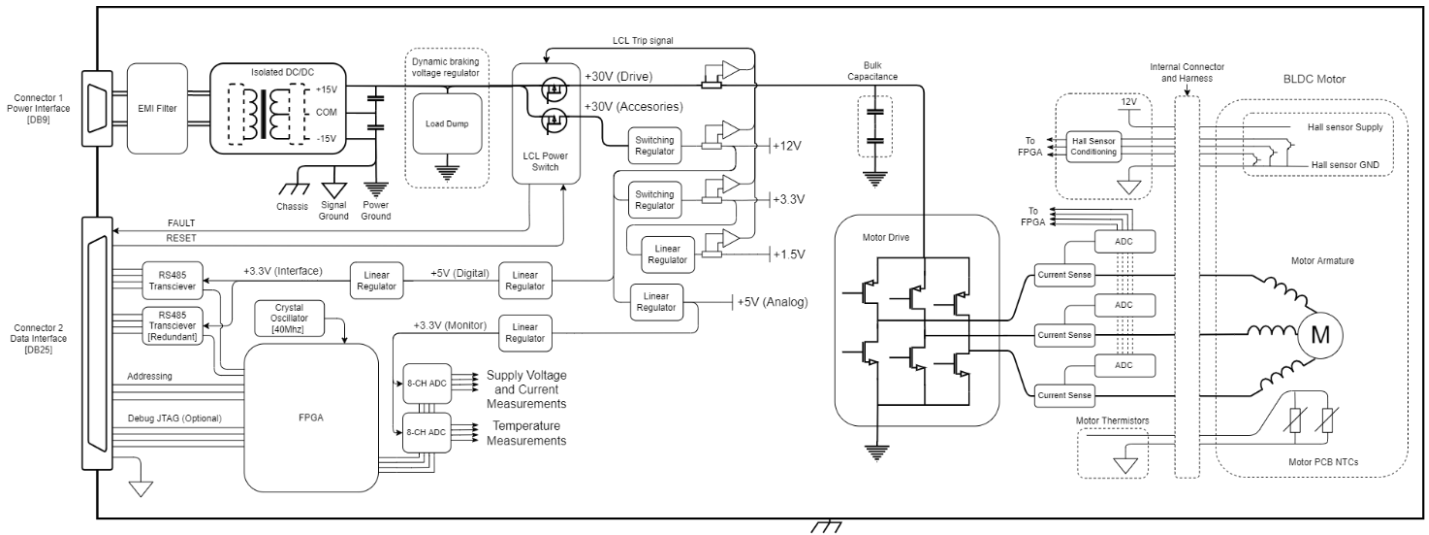 LCL Trip signal
Isolated DC/DC
+15V
COM
-15V
Dynamic braking
voltage regulator
Load Dump
+30V (Drive)
+30V (Accesories)
LCL Power
Switch
Bulk
Capacitance
Internal Connector
and Harness
BLDC Motor
Connector 1
Power Interface
[DB9]
EMI Filter
12V
Hall sensor Supply
To
FPGA
Hall Sensor
Conditioning
Hall sensor GND
Switching
Regulator
+12V
Switching
Regulator
+3.3V
Linear
Regulator
+1.5V
Chassis
Signal
Ground
Power
Ground
FAULT
RESET
To
FPGA
ADC
Motor Drive
Motor Armature
RS485
Transciever
+3.3V (Interface)
Linear
Regulator
+5V (Digital)
Linear
Regulator
Current Sense
Linear
Regulator
+5V (Analog)
ADC
RS485
Transciever
[Redundant]
Crystal
Oscillator
[40Mhz]
+3.3V (Monitor)
Linear
Regulator
Current Sense
M
Connector 2
Data Interface
[DB25]
ADC
Addressing
8-CH ADC
Supply Voltage
and Current
Measurements
Current Sense
Debug JTAG (Optional)
FPGA
8-CH ADC
Temperature
Measurements
Motor Thermistors
Motor PCB NTCs